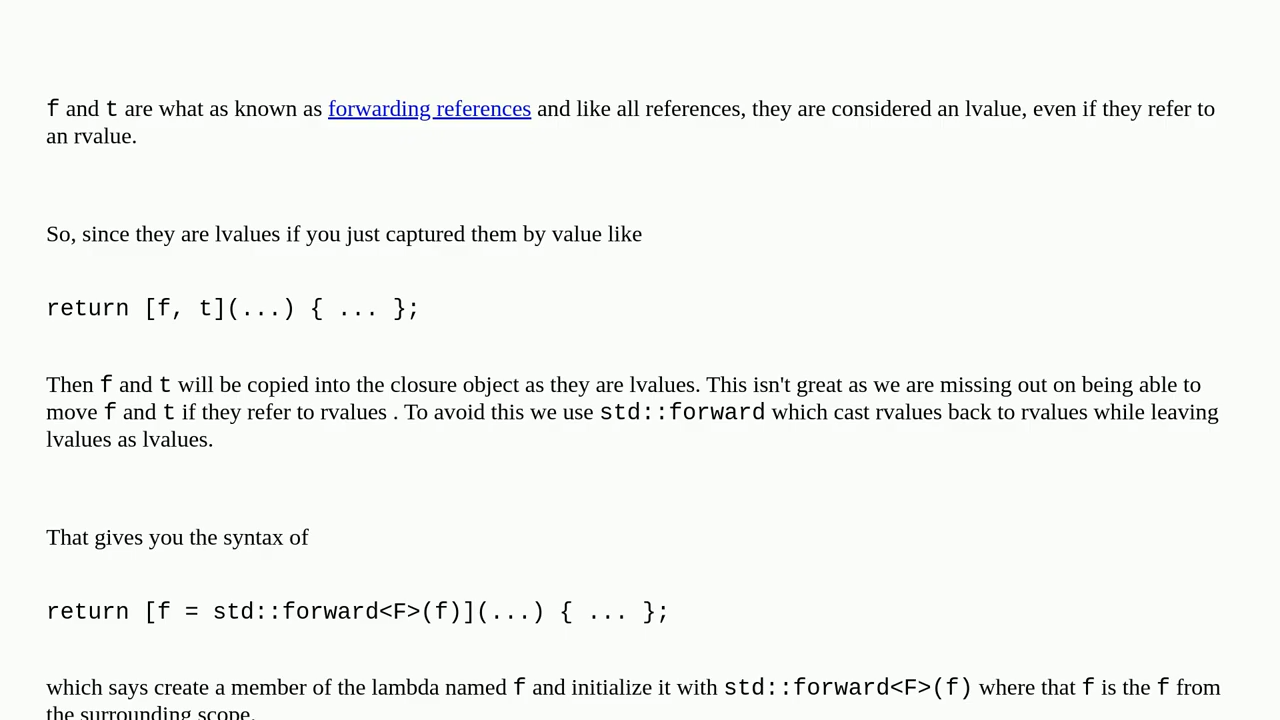 f and t are what as known as forwarding references and like all references, they are considered an lvalue, even if they refer to
an rvalue.
So, since they are lvalues if you just captured them by value like
return [f, t](...) { ... };
Then f and t will be copied into the closure object as they are lvalues. This isn't great as we are missing out on being able to
move f and t if they refer to rvalues . To avoid this we use std::forward which cast rvalues back to rvalues while leaving
lvalues as lvalues.
That gives you the syntax of
return [f = std::forward<F>(f)](...) { ... };
which says create a member of the lambda named f and initialize it with std::forward<F>(f) where that f is the f from
the surrounding scope.